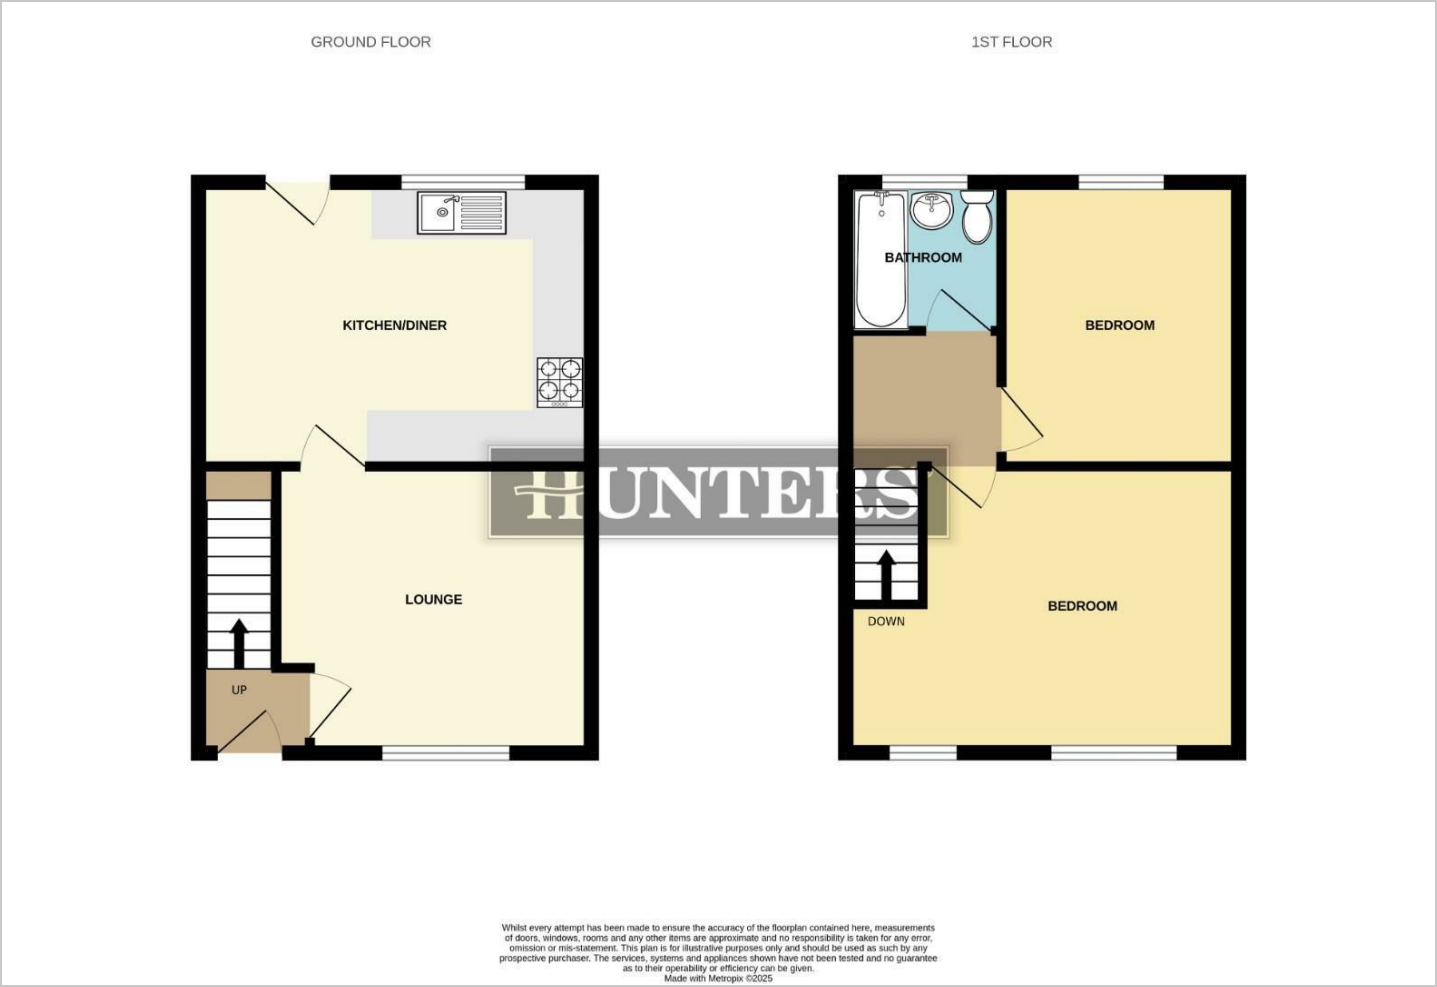 GROUND FLOOR
1ST FLOOR
BATHROOM
KITCHEN/DINER
BEDROOM
HUNTERS
LOUNGE
BEDROOM
DOWN
UP
Whilst every attempt has been made to ensure the accuracy of the floorplan contained here, measurements
of doors, windows, rooms and any other items are approximate and no responsibility is taken for any error,
omission or mis-statement. This plan is for illustrative purposes only and should be used as such by any
prospective purchaser. The services, systems and appliances shown have not been tested and no guarantee
as to their operability or efficiency can be given.
Made with Metropix ©2025